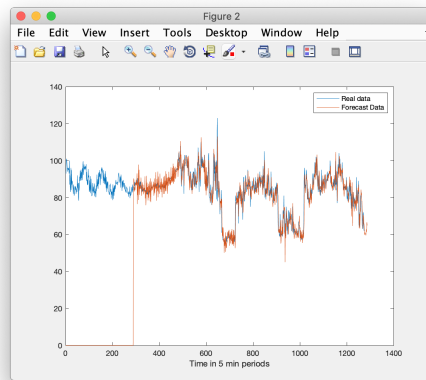 Figure 2
File Edit View Insert Tools Desktop Window Help
140
120
100
80
60
40
20
0
0 200 400 600 800 1000 1200 1400
Time in 5 min periods
Real data
Forecast Data